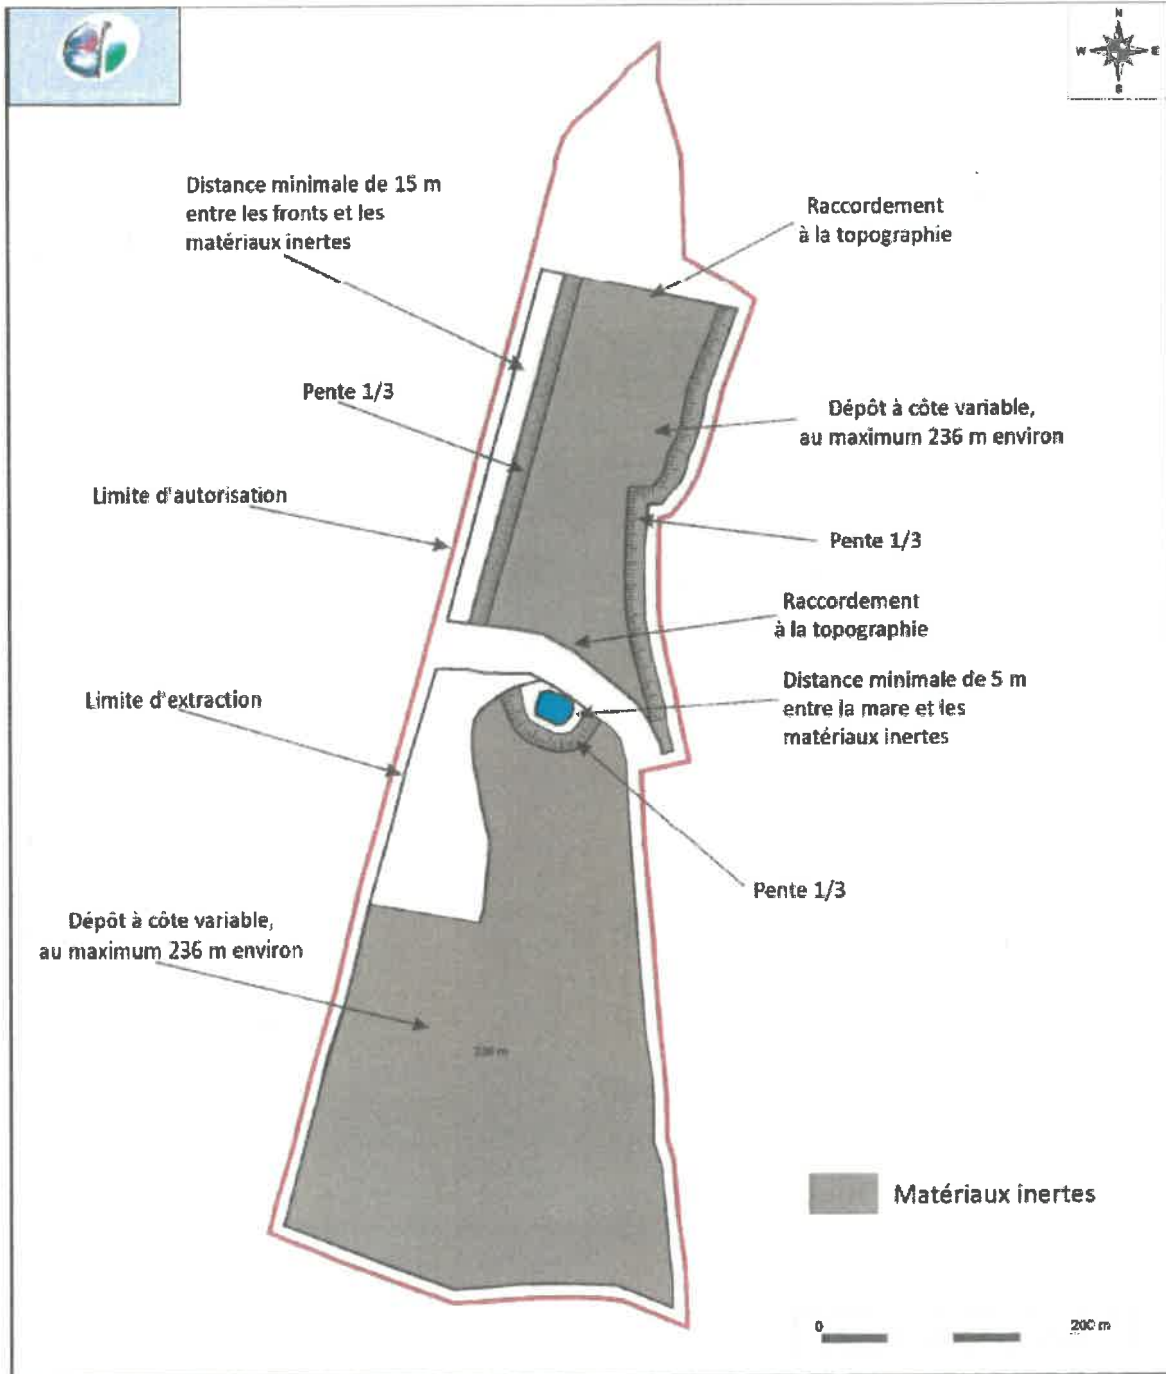 N
W E
S
Distance minimale de 15 m
entre les fronts et les
matériaux inertes
Raccordement
à la topographie
Pente 1/3
Dépôt à côte variable,
au maximum 236 m environ
Limite d'autorisation
Pente 1/3
Raccordement
à la topographie
Limite d'extraction
Distance minimale de 5 m
entre la mare et les
matériaux inertes
Pente 1/3
Dépôt à côte variable,
au maximum 236 m environ
236 m
Matériaux inertes
0 200 m